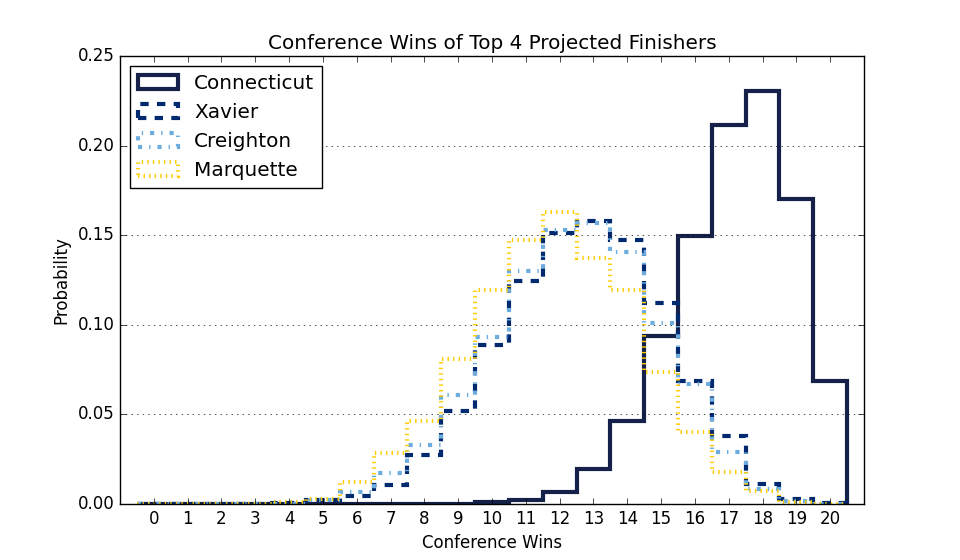 Conference Wins of Top 4 Projected Finishers
Connecticut
Xavier
Creighton
Marquette
Probability
0.25
0.20
0.15
0.10
0.05
0.00
0 1 2 3 4 5 6 7 8 9 10 11 12 13 14 15 16 17 18 19 20
Conference Wins